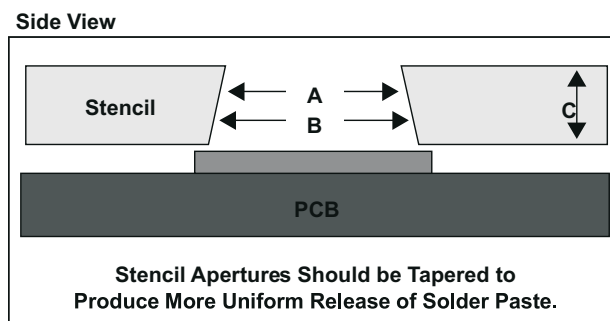 Side View
Stencil
A
B
C
PCB
Stencil Apertures Should be Tapered to
Produce More Uniform Release of Solder Paste.